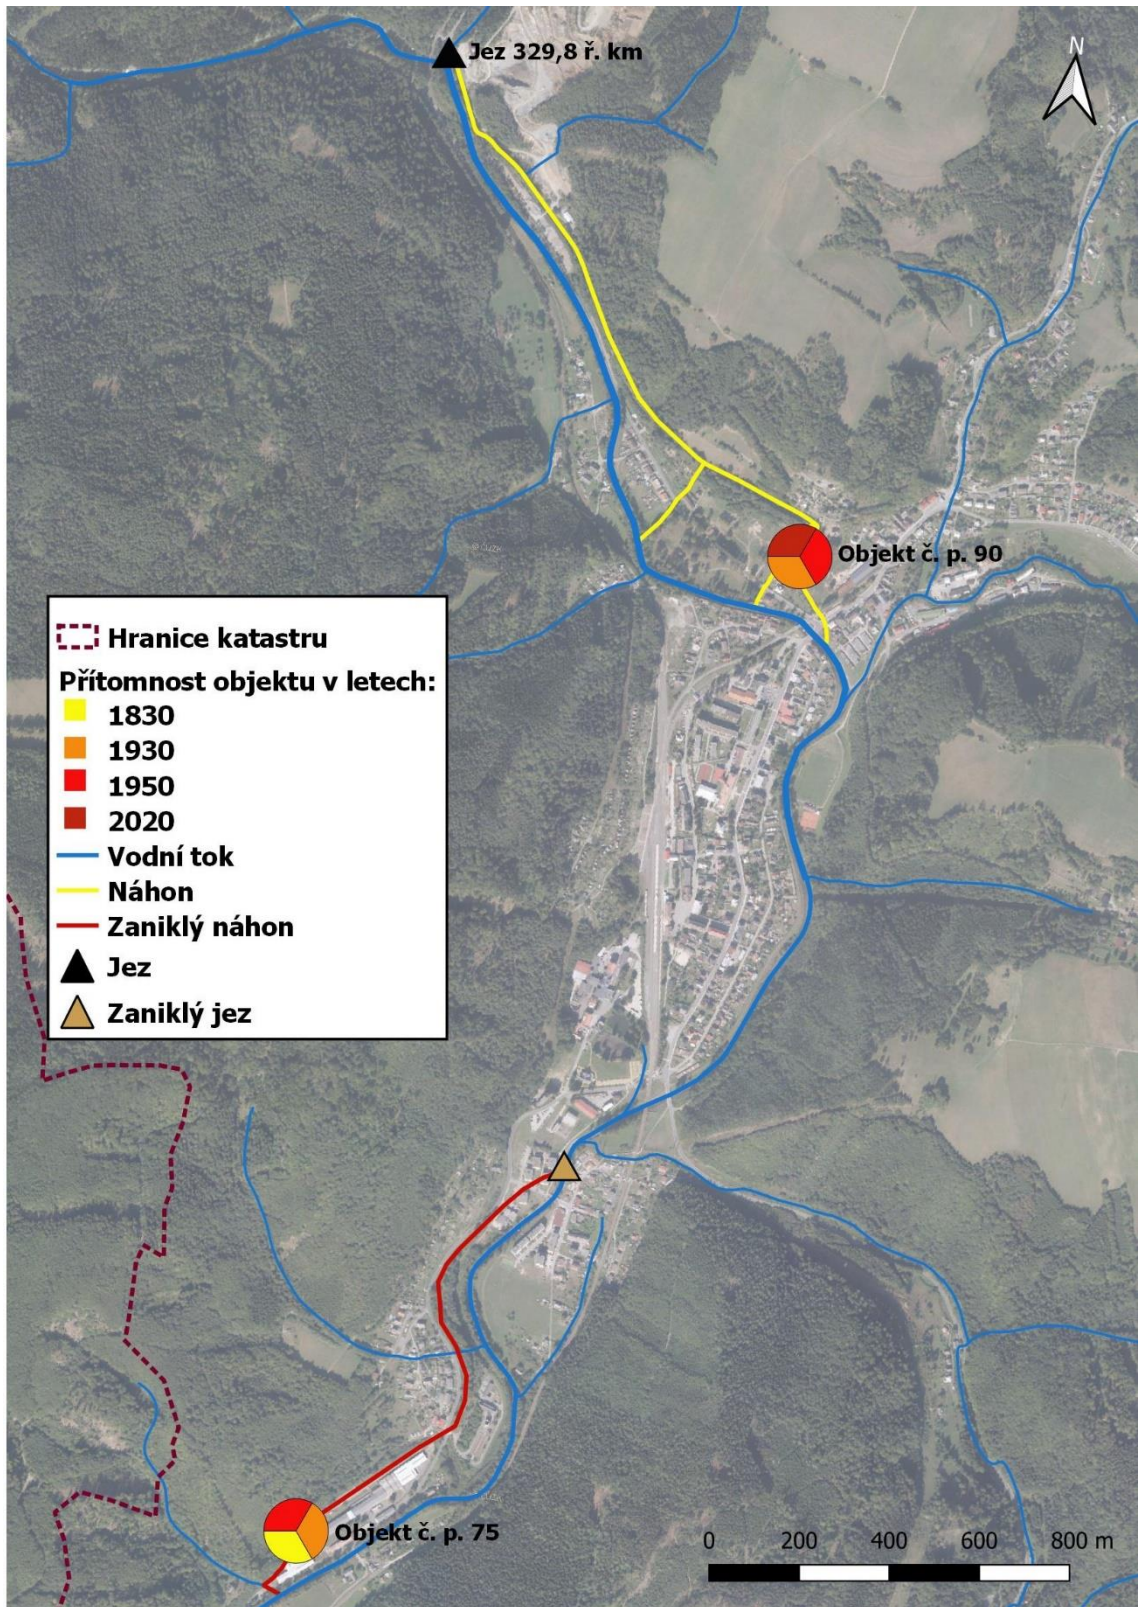 Jez 329,8 ř. km
N
Objekt č. p. 90
Hranice katastru
Přítomnost objektu v letech:
1830
1930
1950
2020
Vodní tok
Náhon
Zaniklý náhon
Jez
Zaniklý jez
Objekt č. p. 75
0 200 400 600 800 m